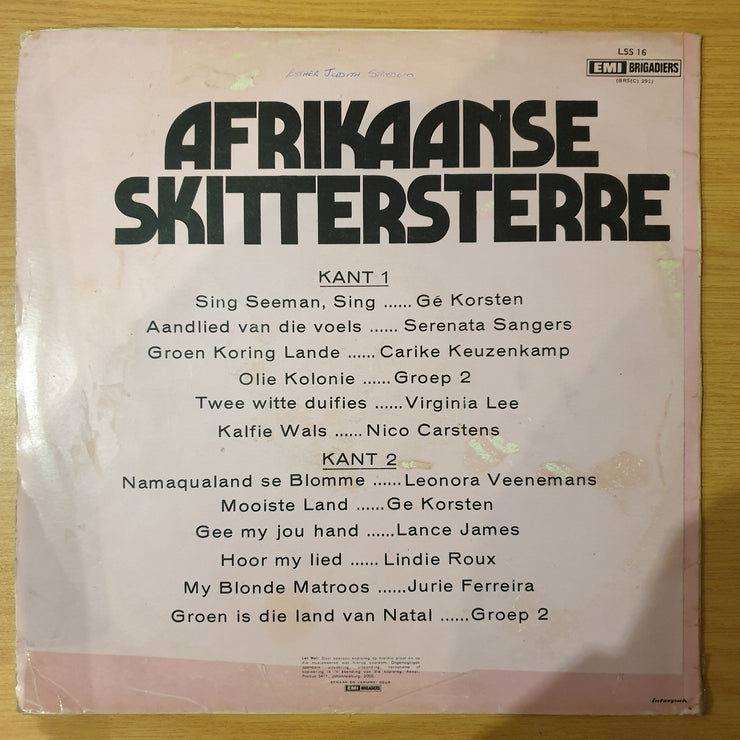 LSS 16
EMI BRIGADIERS
(BRS(C) 391)
ESTHER JUDITH
AFRIKAANSE
SKITTERSTERRE
KANT 1
Sing Seeman, Sing ...... Gé Korsten
Aandlied van die voels ...... Serenata Sangers
Groen Koring Lande ...... Carike Keuzenkamp
Olie Kolonie ...... Groep 2
Twee witte duifies ...... Virginia Lee
Kalfie Wals ...... Nico Carstens
KANT 2
Namaqualand se Blomme ...... Leonora Veenemans
Mooiste Land ...... Ge Korsten
Gee my jou hand ...... Lance James
Hoor my lied ...... Lindie Roux
My Blonde Matroos ...... Jurie Ferreira
Groen is die land van Natal ...... Groep 2
EMI BRIGADIERS
interpak